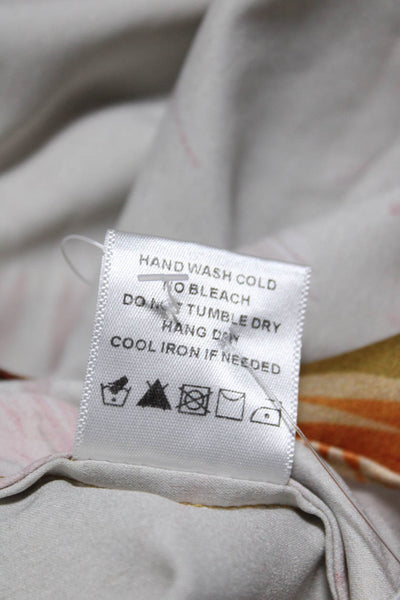 HAND WASH COLD
NO BLEACH
DO NOT TUMBLE DRY
HANG DRY
COOL IRON IF NEEDED